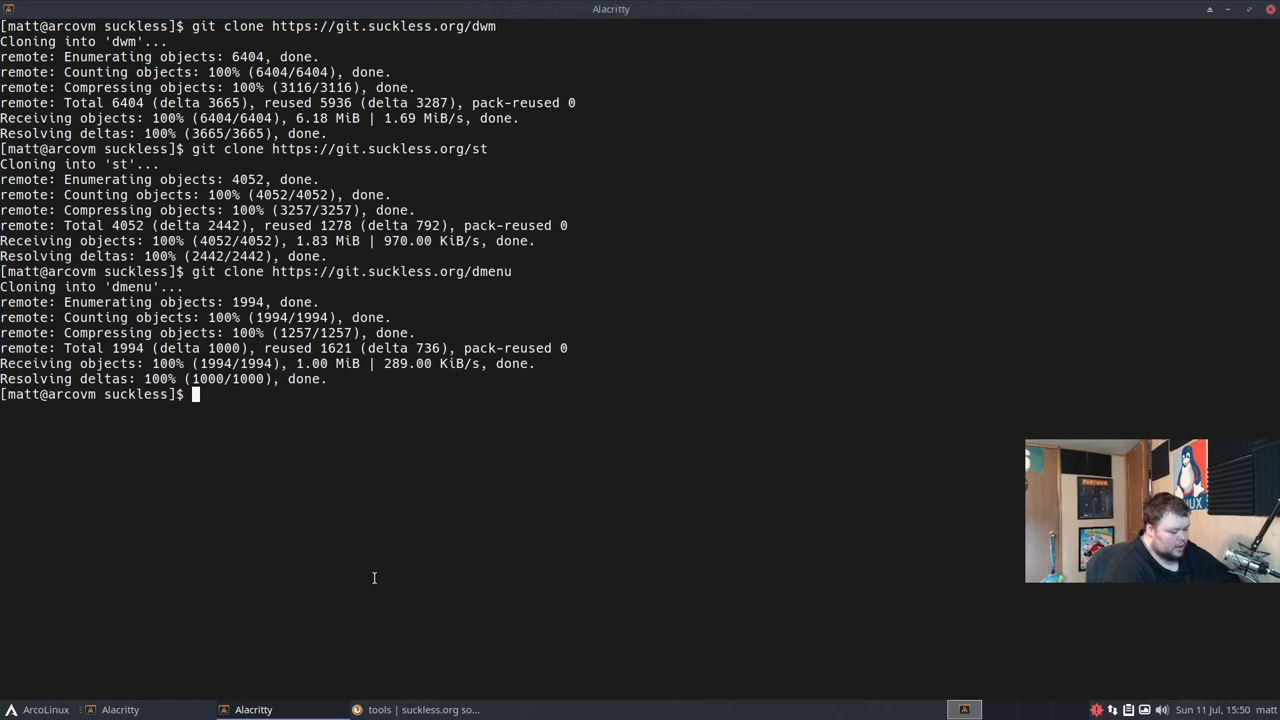 Alacritty
[matt@arcovm suckless]$ git clone https://git.suckless.org/dwm
Cloning into 'dwm'...
remote: Enumerating objects: 6404, done.
remote: Counting objects: 100% (6404/6404), done.
remote: Compressing objects: 100% (3116/3116), done.
remote: Total 6404 (delta 3665), reused 5936 (delta 3287), pack-reused 0
Receiving objects: 100% (6404/6404), 6.18 MiB | 1.69 MiB/s, done.
Resolving deltas: 100% (3665/3665), done.
[matt@arcovm suckless]$ git clone https://git.suckless.org/st
Cloning into 'st'...
remote: Enumerating objects: 4052, done.
remote: Counting objects: 100% (4052/4052), done.
remote: Compressing objects: 100% (3257/3257), done.
remote: Total 4052 (delta 2442), reused 1278 (delta 792), pack-reused 0
Receiving objects: 100% (4052/4052), 1.83 MiB | 970.00 KiB/s, done.
Resolving deltas: 100% (2442/2442), done.
[matt@arcovm suckless]$ git clone https://git.suckless.org/dmenu
Cloning into 'dmenu'...
remote: Enumerating objects: 1994, done.
remote: Counting objects: 100% (1994/1994), done.
remote: Compressing objects: 100% (1257/1257), done.
remote: Total 1994 (delta 1000), reused 1621 (delta 736), pack-reused 0
Receiving objects: 100% (1994/1994), 1.00 MiB | 289.00 KiB/s, done.
Resolving deltas: 100% (1000/1000), done.
[matt@arcovm suckless]$
PAC-MAN
ArcoLinux Alacritty Alacritty tools | suckless.org so... Sun 11 Jul, 15:50 matt